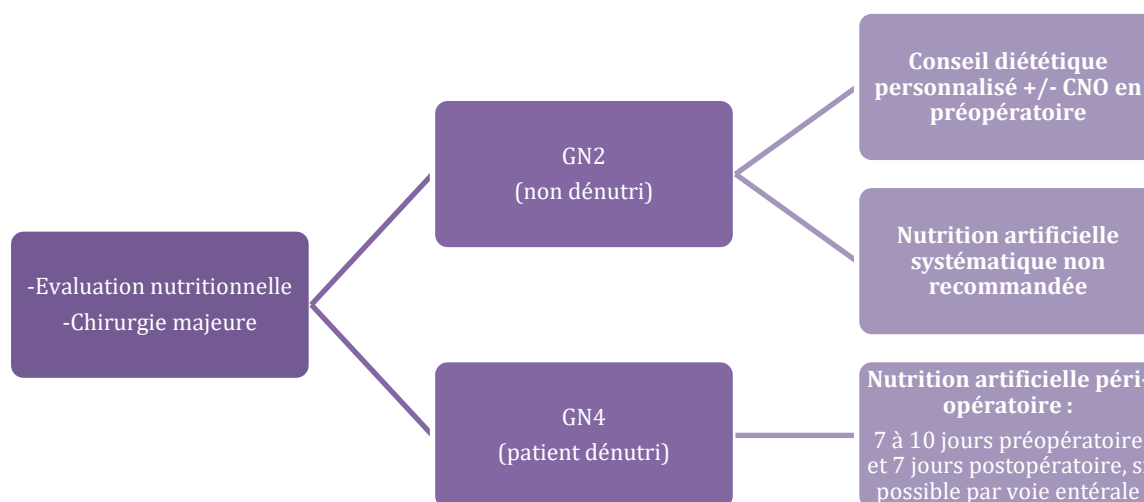 -Evaluation nutritionnelle
-Chirurgie majeure
GN2
(non dénutri)
Conseil diététique
personnalisé +/- CNO en
préopératoire
Nutrition artificielle
systématique non
recommandée
GN4
(patient dénutri)
Nutrition artificielle péri-
opératoire :
7 à 10 jours préopératoire
et 7 jours postopératoire, si
possible par voie entérale